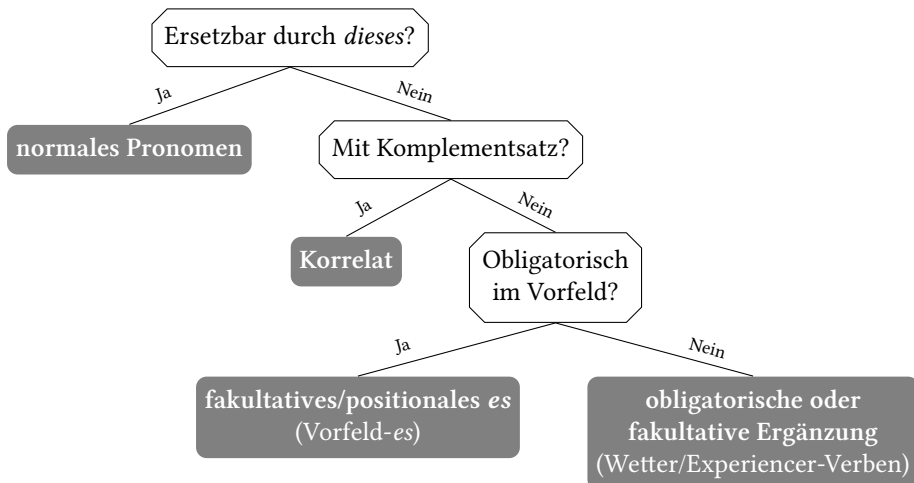 Ersetzbar durch dieses?
Ja
Nein
normales Pronomen
Mit Komplementsatz?
Ja
Nein
Korrelat
Obligatorisch
im Vorfeld?
Ja
Nein
fakultatives/positionales es
(Vorfeld-es)
obligatorische oder
fakultative Ergänzung
(Wetter/Experiencer-Verben)